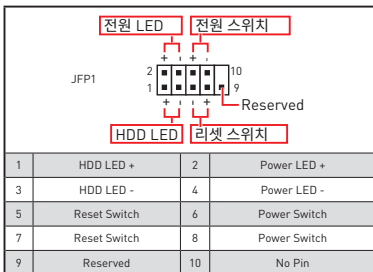 전원 LED 전원 스위치
+ - + -
JFP1
2 10
1 9
+ - - +
Reserved
HDD LED 리셋 스위치
1 HDD LED + 2 Power LED +
3 HDD LED - 4 Power LED -
5 Reset Switch 6 Power Switch
7 Reset Switch 8 Power Switch
9 Reserved 10 No Pin